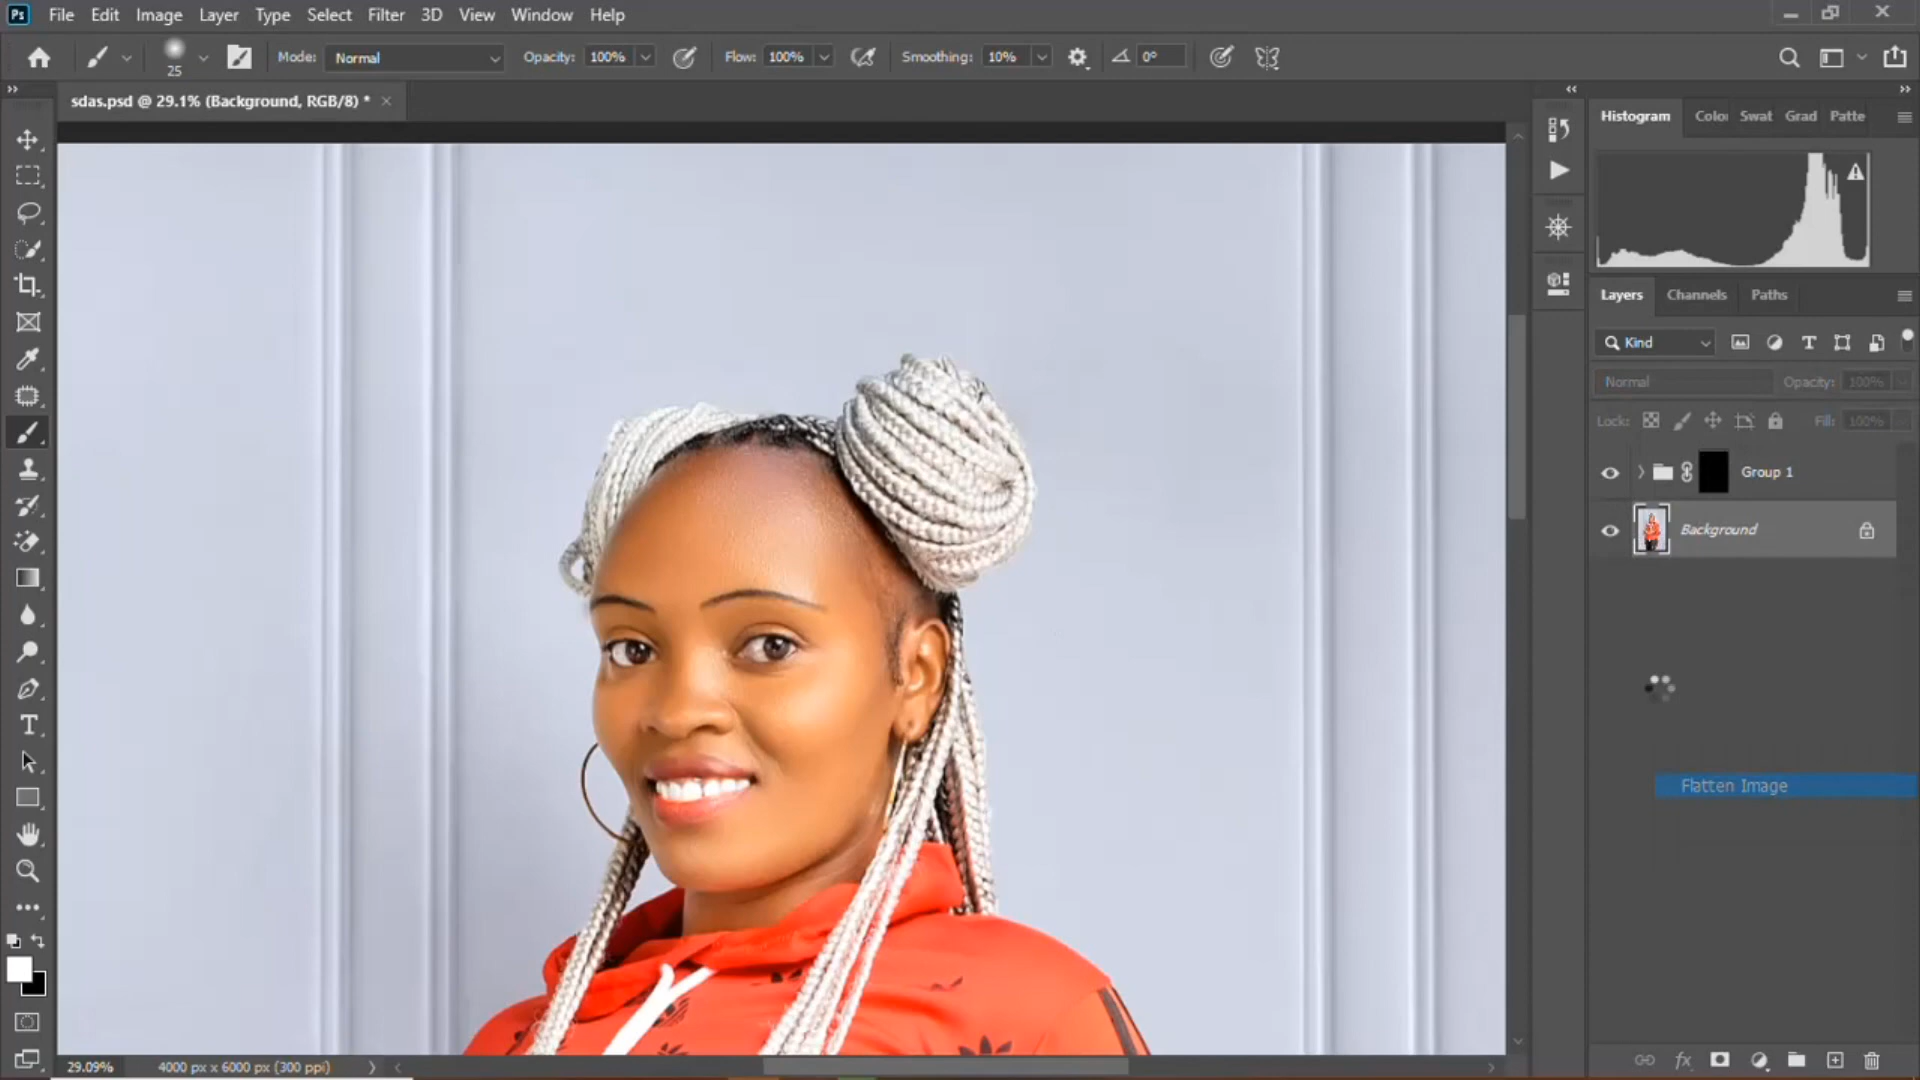 Ps File Edit Image Layer Type Select Filter 3D View Window Help
25 Mode: Normal Opacity: 100% Flow: 100% Smoothing: 10% 0°
sdas.psd @ 29.1% (Background, RGB/8) *
Histogram Color Swat Grad Patte
Layers Channels Paths
Kind
Normal Opacity: 100%
Lock: Fill: 100%
Group 1
Background
Flatten Image
29.09% 4000 px x 6000 px (300 ppi)